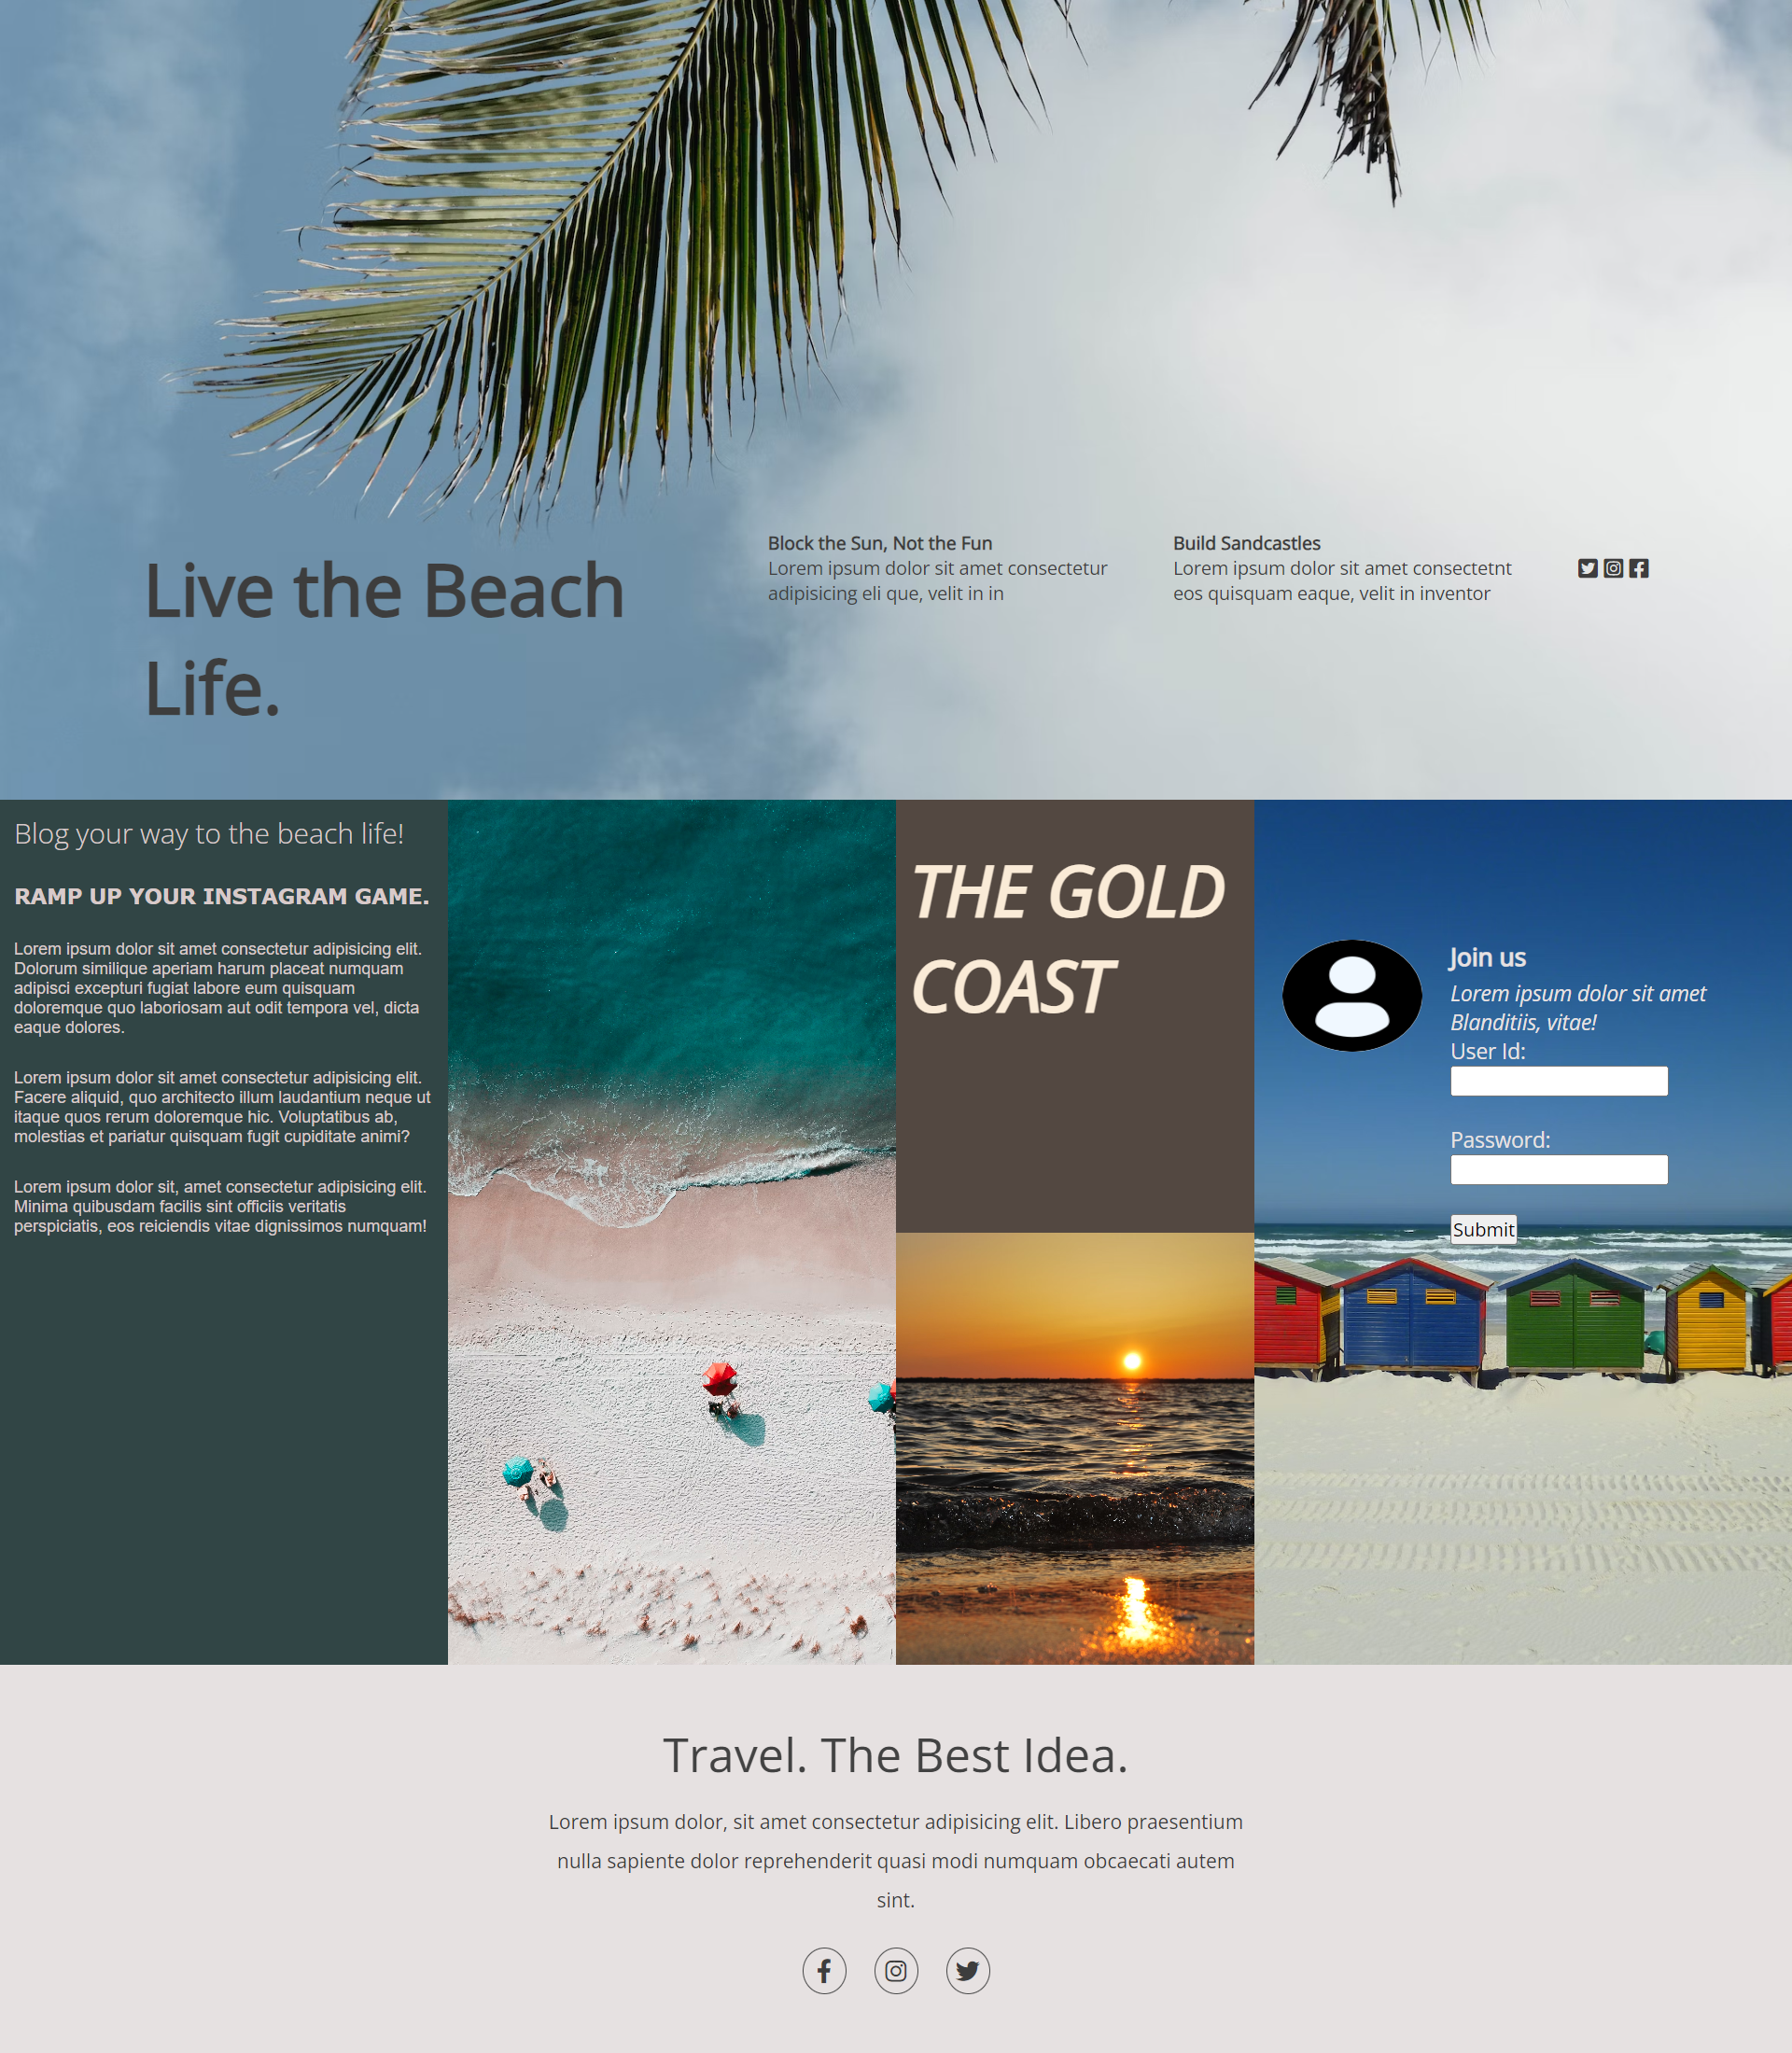 Live the Beach
Life.
Block the Sun, Not the Fun
Lorem ipsum dolor sit amet consectetur
adipisicing eli que, velit in in
Build Sandcastles
Lorem ipsum dolor sit amet consectetnt
eos quisquam eaque, velit in inventor
Blog your way to the beach life!
RAMP UP YOUR INSTAGRAM GAME.
Lorem ipsum dolor sit amet consectetur adipisicing elit.
Dolorum similique aperiam harum placeat numquam
adipisci excepturi fugiat labore eum quisquam
doloremque quo laboriosam aut odit tempora vel, dicta
eaque dolores.
Lorem ipsum dolor sit amet consectetur adipisicing elit.
Facere aliquid, quo architecto illum laudantium neque ut
itaque quos rerum doloremque hic. Voluptatibus ab,
molestias et pariatur quisquam fugit cupiditate animi?
Lorem ipsum dolor sit, amet consectetur adipisicing elit.
Minima quibusdam facilis sint officiis veritatis
perspiciatis, eos reiciendis vitae dignissimos numquam!
THE GOLD
COAST
Join us
Lorem ipsum dolor sit amet
Blanditiis, vitae!
User Id:
Password:
Submit
Travel. The Best Idea.
Lorem ipsum dolor, sit amet consectetur adipisicing elit. Libero praesentium
nulla sapiente dolor reprehenderit quasi modi numquam obcaecati autem
sint.